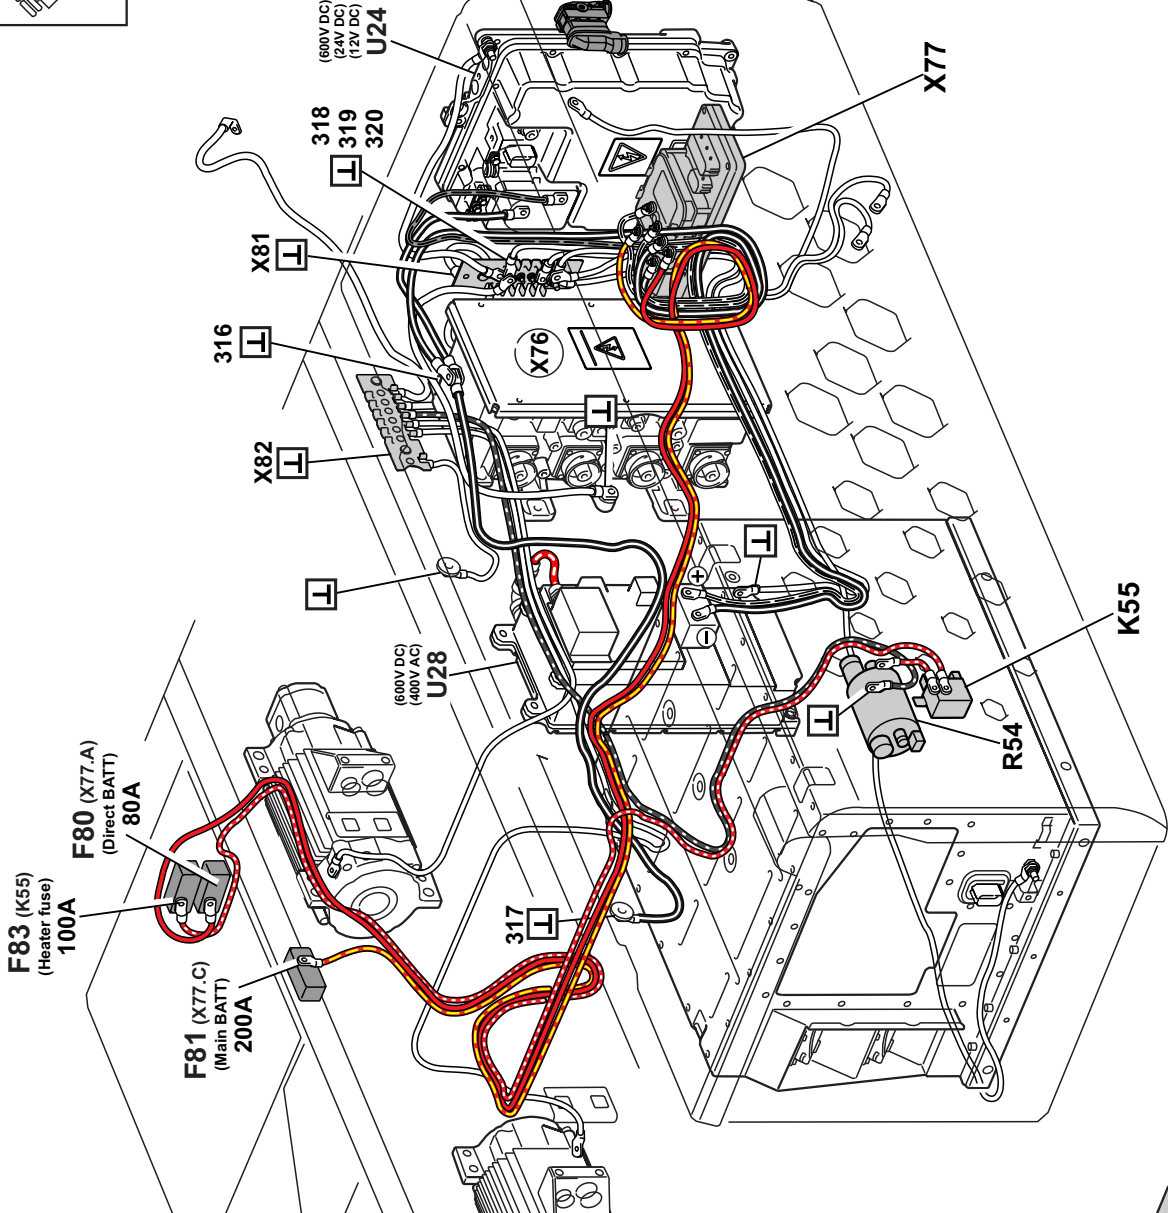 (600V DC)
(24V DC)
(12V DC)
U24
X77
318
319
320
T
X81
T
316
T
X76
X82
T
T
T
T
+
−
(600V DC)
(400V AC)
U28
K55
T
R54
F80 (X77.A)
(Direct BATT)
80A
F83 (K55)
(Heater fuse)
100A
317
T
F81 (X77.C)
(Main BATT)
200A